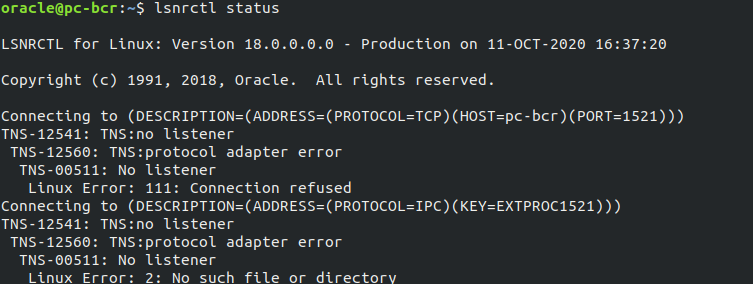 oracle@pc-bcr:~$ lsnrctl status
LSNRCTL for Linux: Version 18.0.0.0.0 - Production on 11-OCT-2020 16:37:20
Copyright (c) 1991, 2018, Oracle.  All rights reserved.
Connecting to (DESCRIPTION=(ADDRESS=(PROTOCOL=TCP)(HOST=pc-bcr)(PORT=1521)))
TNS-12541: TNS:no listener
 TNS-12560: TNS:protocol adapter error
  TNS-00511: No listener
   Linux Error: 111: Connection refused
Connecting to (DESCRIPTION=(ADDRESS=(PROTOCOL=IPC)(KEY=EXTPROC1521)))
TNS-12541: TNS:no listener
 TNS-12560: TNS:protocol adapter error
  TNS-00511: No listener
   Linux Error: 2: No such file or directory